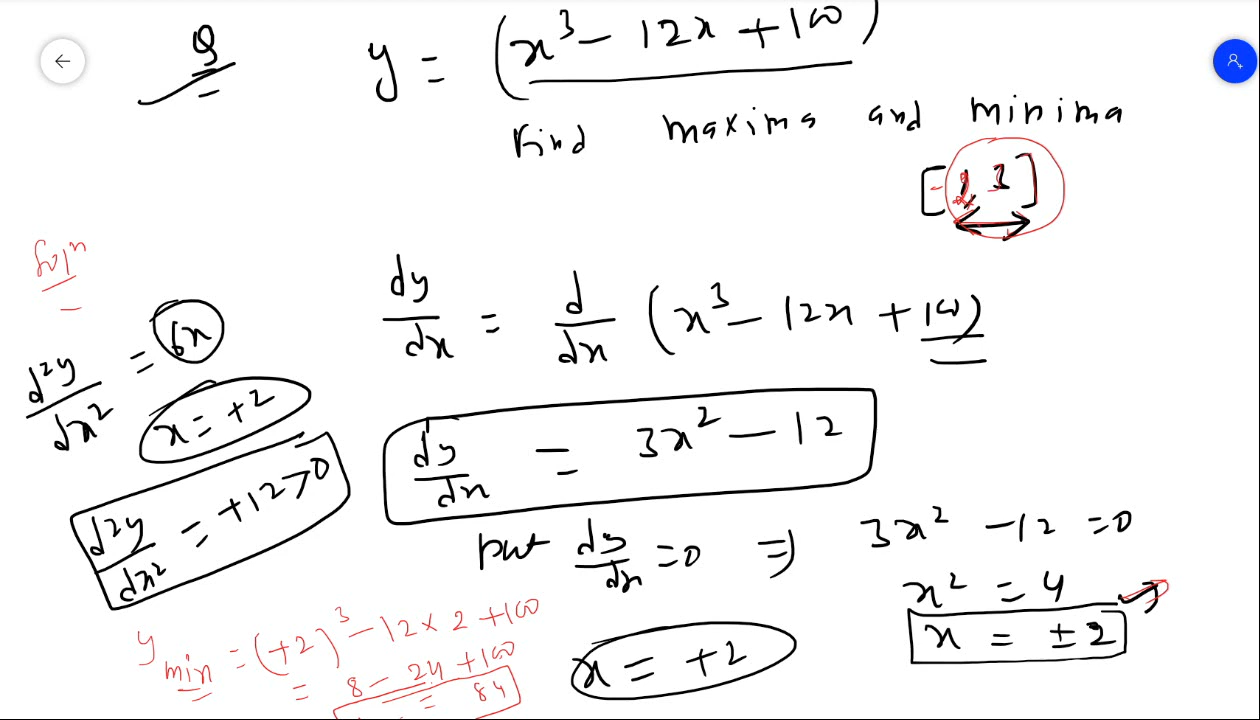 Q y = (x³ - 12x + 100)
Find maxima and minima
3]
Solⁿ
dy/dx = d/dx (x³ - 12x + 100)
d²y/dx² = 6x
x = +2
dy/dx = 3x² - 12
d²y/dx² = +12 > 0
put dy/dx = 0 ⇒ 3x² - 12 = 0
x² = 4
x = ±2
x = +2
y min = (+2)³ - 12 × 2 + 100
= 8 - 24 + 100
= 84